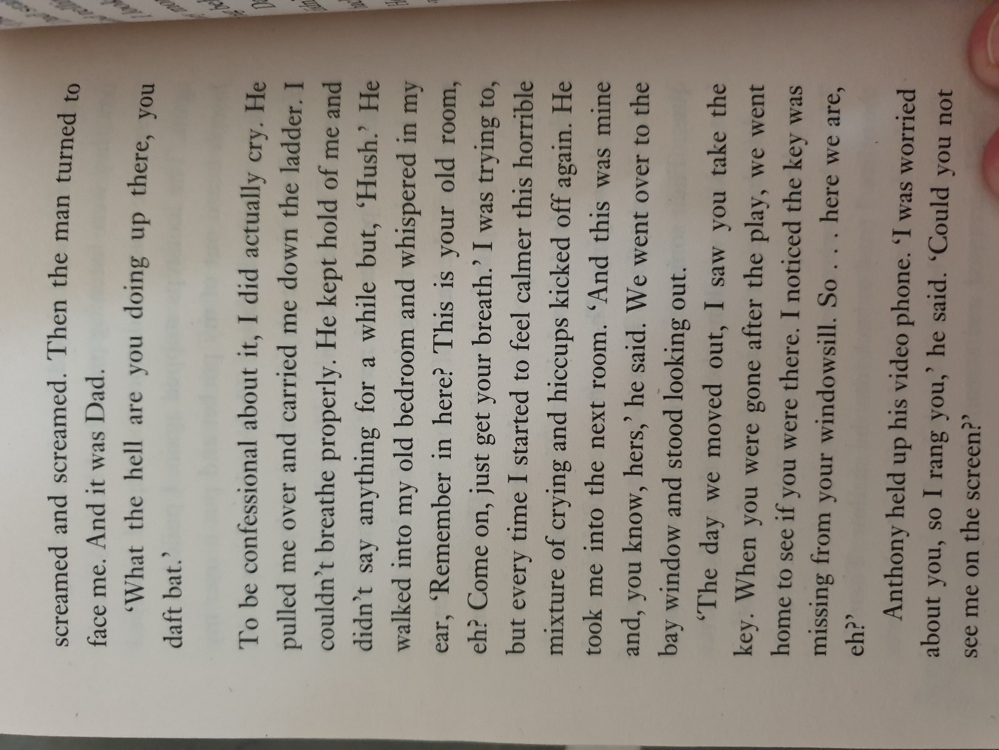 screamed and screamed. Then the man turned to
face me. And it was Dad.
‘What the hell are you doing up there, you
daft bat.’
To be confessional about it, I did actually cry. He
pulled me over and carried me down the ladder. I
couldn’t breathe properly. He kept hold of me and
didn’t say anything for a while but, ‘Hush.’ He
walked into my old bedroom and whispered in my
ear, ‘Remember in here? This is your old room,
eh? Come on, just get your breath.’ I was trying to,
but every time I started to feel calmer this horrible
mixture of crying and hiccups kicked off again. He
took me into the next room. ‘And this was mine
and, you know, hers,’ he said. We went over to the
bay window and stood looking out.
‘The day we moved out, I saw you take the
key. When you were gone after the play, we went
home to see if you were there. I noticed the key was
missing from your windowsill. So . . . here we are,
eh?’
Anthony held up his video phone. ‘I was worried
about you, so I rang you,’ he said. ‘Could you not
see me on the screen?’